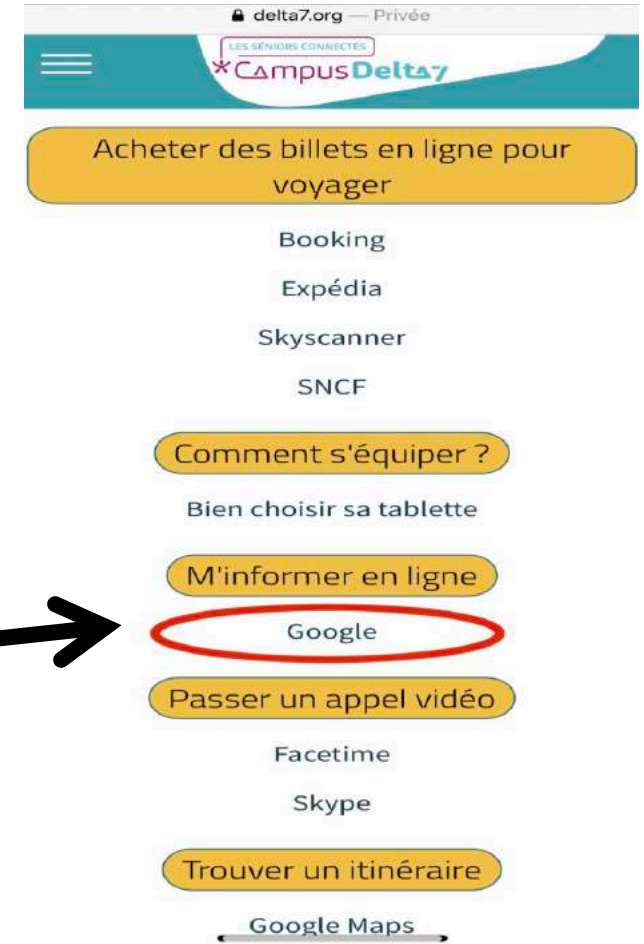 delta7.org — Privée
LES SÉNIORS CONNECTÉS
*CampusDelta7
Acheter des billets en ligne pour
voyager
Booking
Expédia
Skyscanner
SNCF
Comment s'équiper ?
Bien choisir sa tablette
M'informer en ligne
Google
Passer un appel vidéo
Facetime
Skype
Trouver un itinéraire
Google Maps